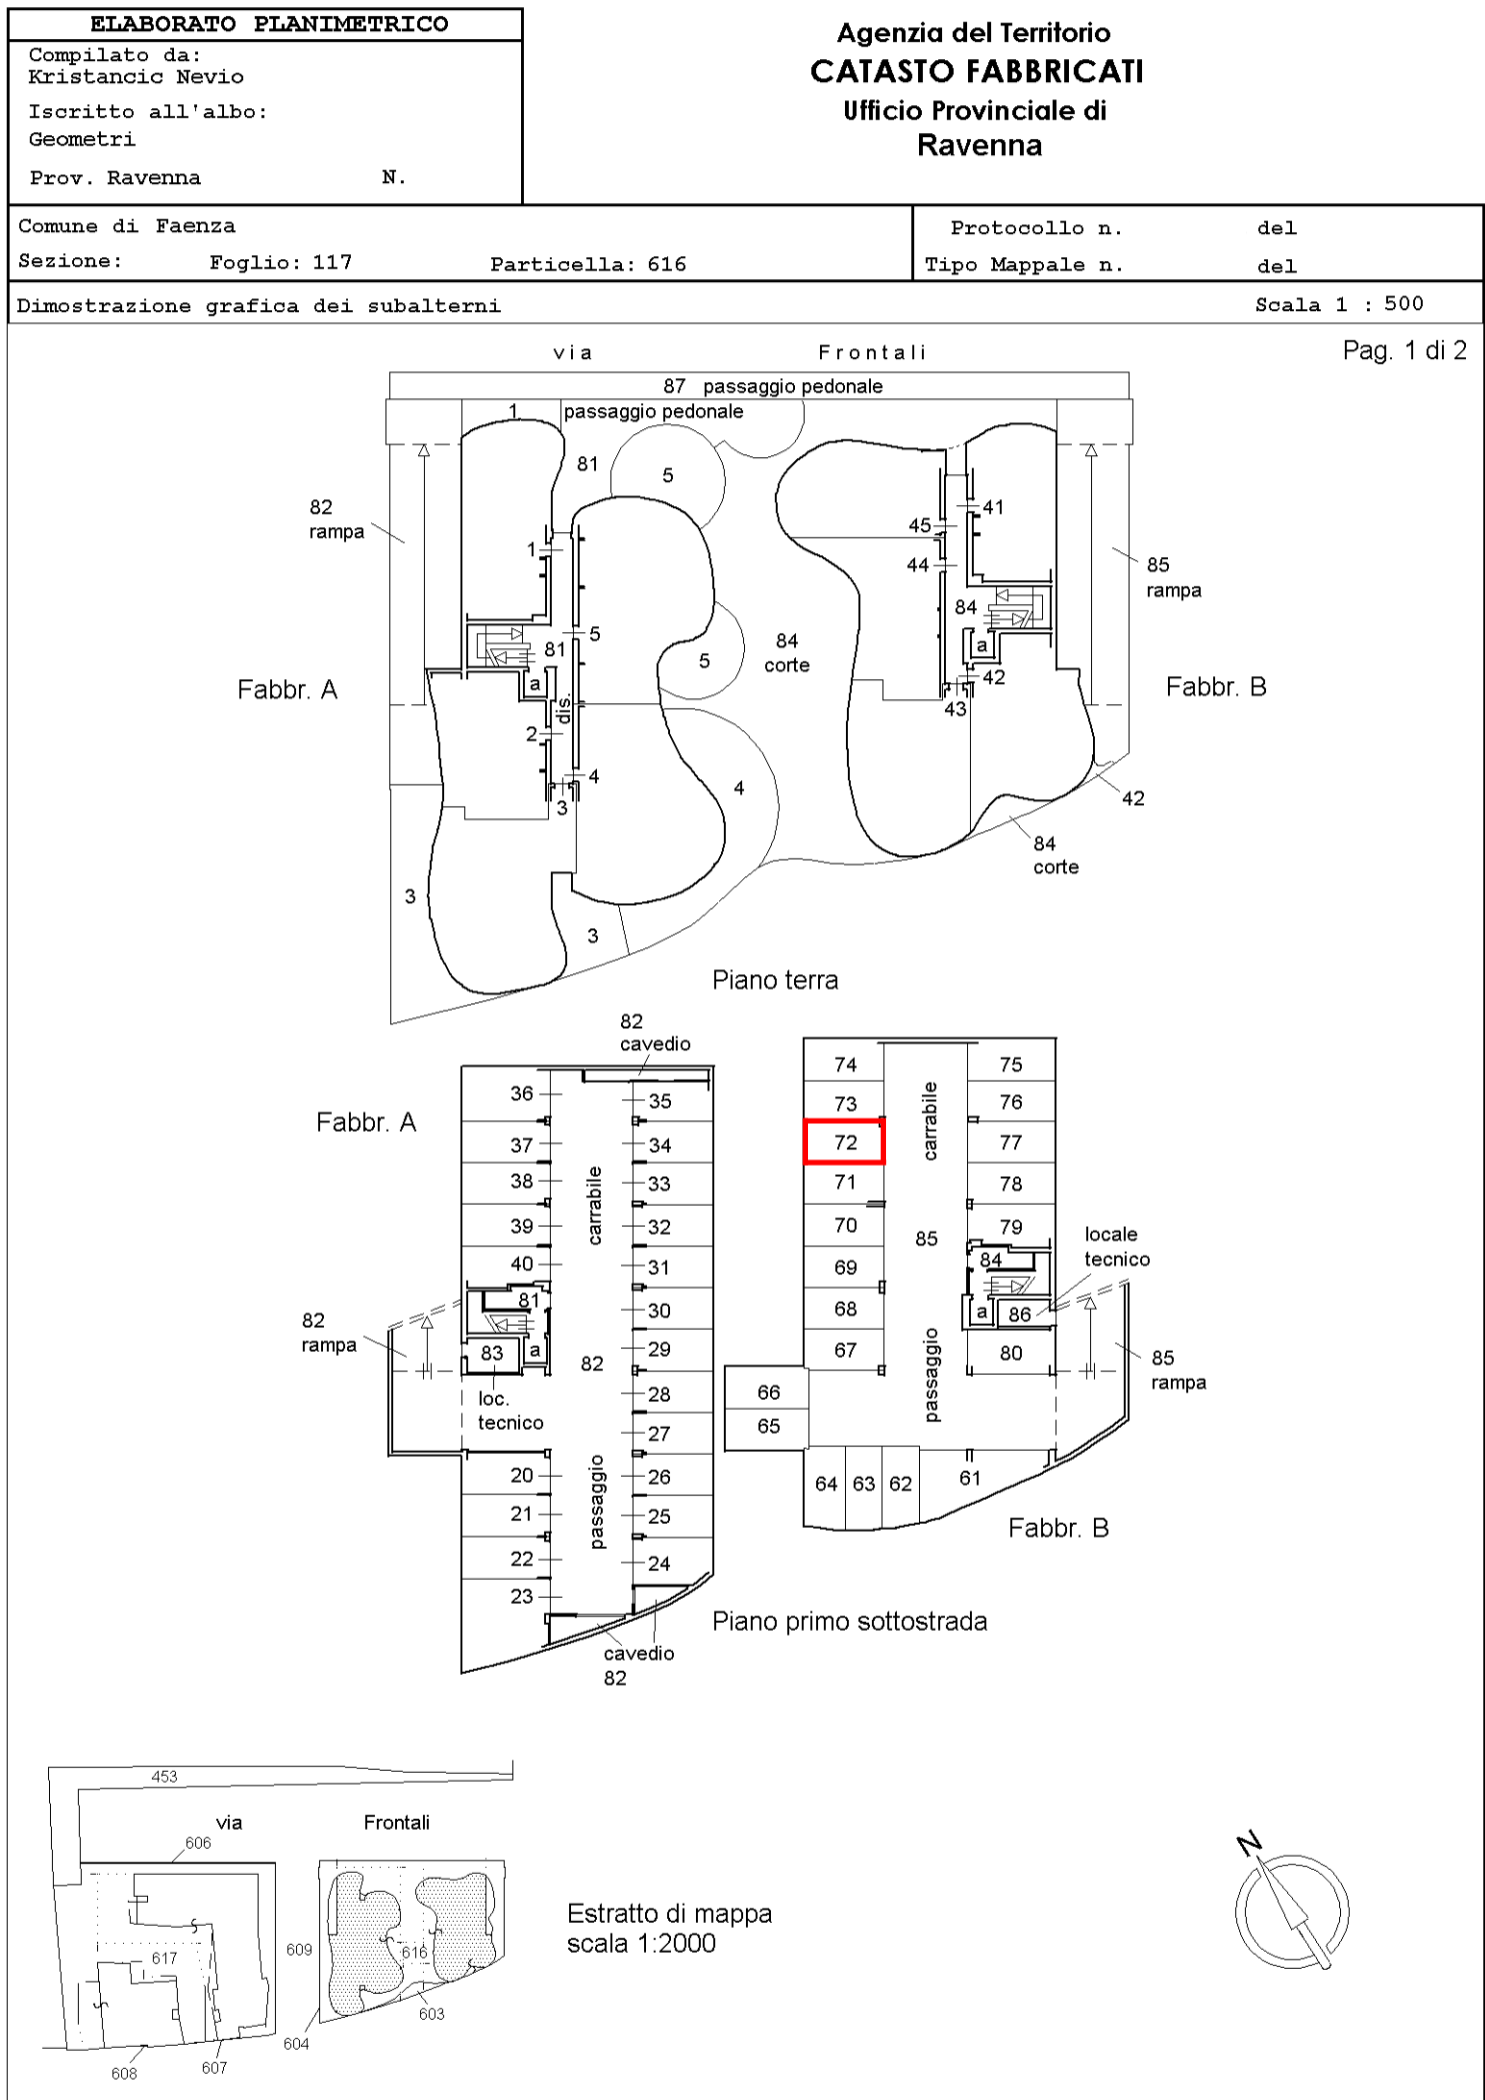 ELABORATO PLANIMETRICO
Compilato da:
Kristancic Nevio
Iscritto all'albo:
Geometri
Prov. Ravenna N.
Agenzia del Territorio
CATASTO FABBRICATI
Ufficio Provinciale di
Ravenna
Comune di Faenza
Sezione: Foglio: 117 Particella: 616
Protocollo n. del
Tipo Mappale n. del
Dimostrazione grafica dei subalterni Scala 1 : 500
Pag. 1 di 2
via Frontali
87 passaggio pedonale
1 passaggio pedonale
81
5
82
rampa
1
5
81
a
dis.
2
4
3
5
4
3
3
Fabbr. A
84
corte
45
41
44
84
a
42
43
85
rampa
Fabbr. B
42
84
corte
Piano terra
82
cavedio
Fabbr. A
36
35
37
34
38
33
39
32
40
31
81
30
83
a
29
82
28
27
20
26
21
25
22
24
23
carrabile
passaggio
82
rampa
loc.
tecnico
cavedio
82
74
75
73
76
72
77
71
78
70
79
85
69
84
68
a
86
67
80
66
65
64
63
62
61
carrabile
passaggio
locale
tecnico
85
rampa
Fabbr. B
Piano primo sottostrada
453
via Frontali
606
617
609
616
603
604
607
608
Estratto di mappa
scala 1:2000
N